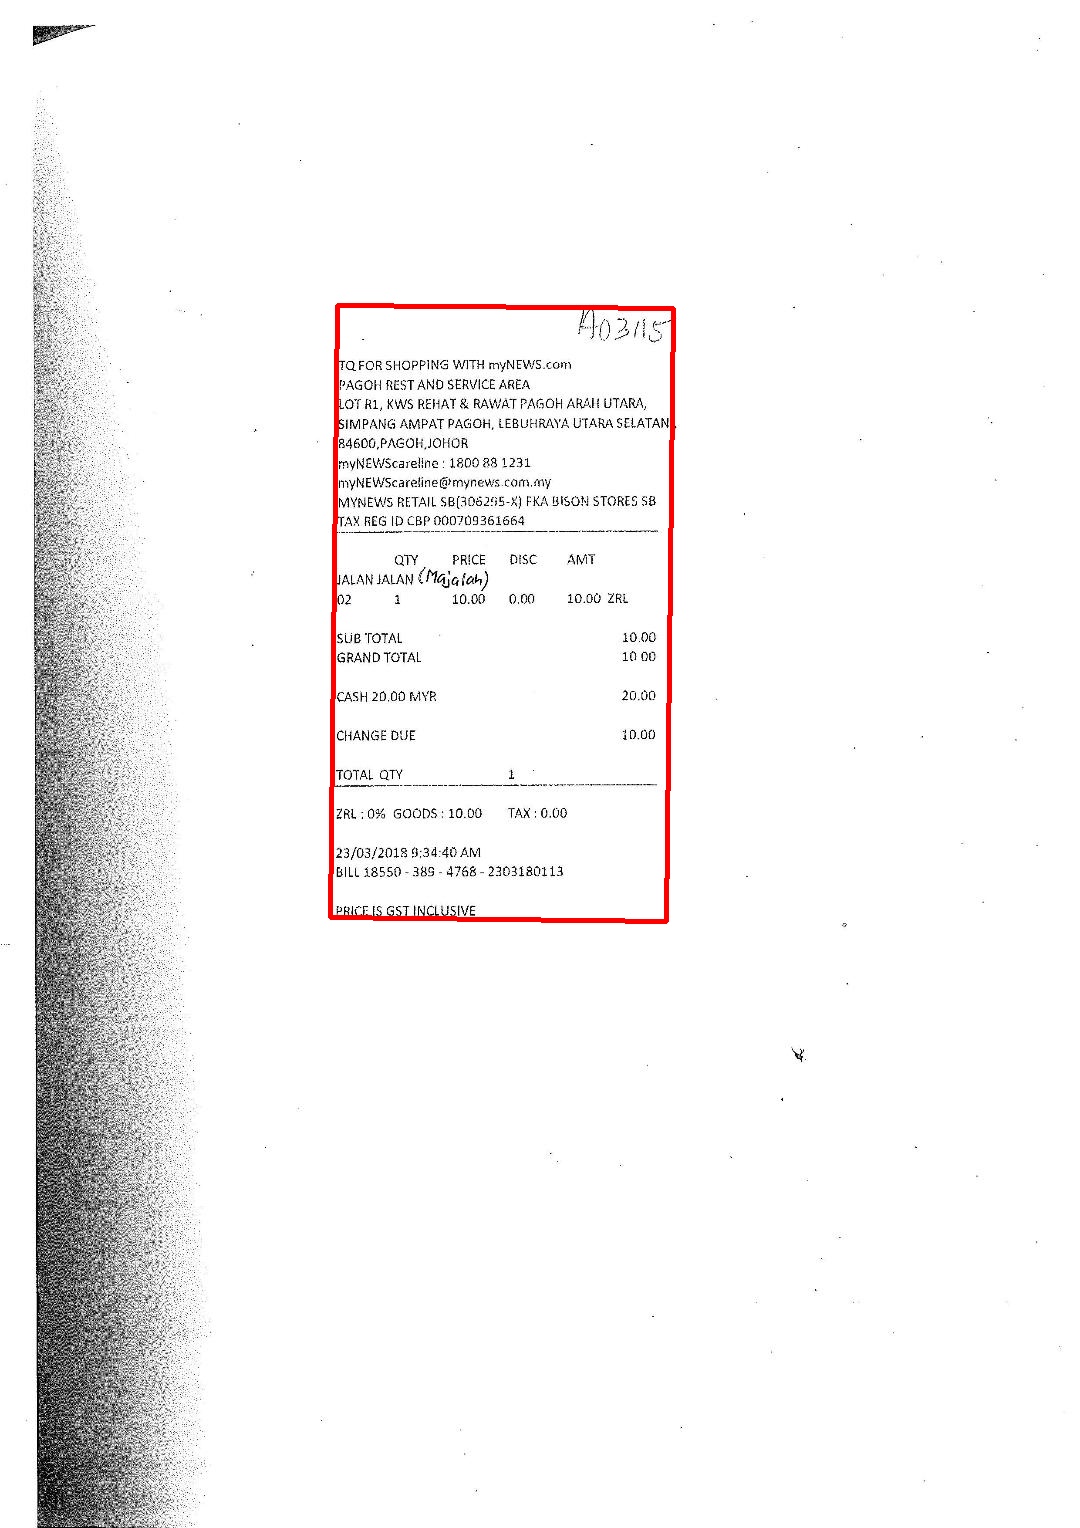 A03115
TQ FOR SHOPPING WITH myNEWS.com
PAGOH REST AND SERVICE AREA
LOT R1, KWS REHAT & RAWAT PAGOH ARAH UTARA,
SIMPANG AMPAT PAGOH, LEBUHRAYA UTARA SELATAN,
84600,PAGOH,JOHOR
myNEWScareline : 1800 88 1231
myNEWScareline@mynews.com.my
MYNEWS RETAIL SB(306295-X) FKA BISON STORES SB
TAX REG ID CBP 000709361664
QTY PRICE DISC AMT
JALAN JALAN (Majalah)
02 1 10.00 0.00 10.00 ZRL
SUB TOTAL 10.00
GRAND TOTAL 10 00
CASH 20.00 MYR 20.00
CHANGE DUE 10.00
TOTAL QTY 1
ZRL : 0% GOODS : 10.00 TAX : 0.00
23/03/2018 9:34:40 AM
BILL 18550 - 389 - 4768 - 2303180113
PRICE IS GST INCLUSIVE